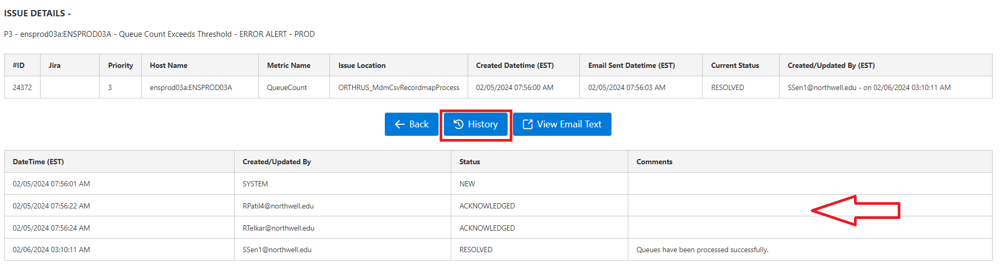 ISSUE DETAILS -
P3 - ensprod03a:ENSPROD03A - Queue Count Exceeds Threshold - ERROR ALERT - PROD
#ID Jira Priority Host Name Metric Name Issue Location Created Datetime (EST) Email Sent Datetime (EST) Current Status Created/Updated By (EST)
24372 3 ensprod03a:ENSPROD03A QueueCount ORTHRUS_MdmCsvRecordmapProcess 02/05/2024 07:56:00 AM 02/05/2024 07:56:03 AM RESOLVED SSen1@northwell.edu - on 02/06/2024 03:10:11 AM
Back History View Email Text
DateTime (EST) Created/Updated By Status Comments
02/05/2024 07:56:01 AM SYSTEM NEW
02/05/2024 07:56:22 AM RPatil4@northwell.edu ACKNOWLEDGED
02/05/2024 07:56:24 AM RTelkar@northwell.edu ACKNOWLEDGED
02/06/2024 03:10:11 AM SSen1@northwell.edu RESOLVED Queues have been processed successfully.